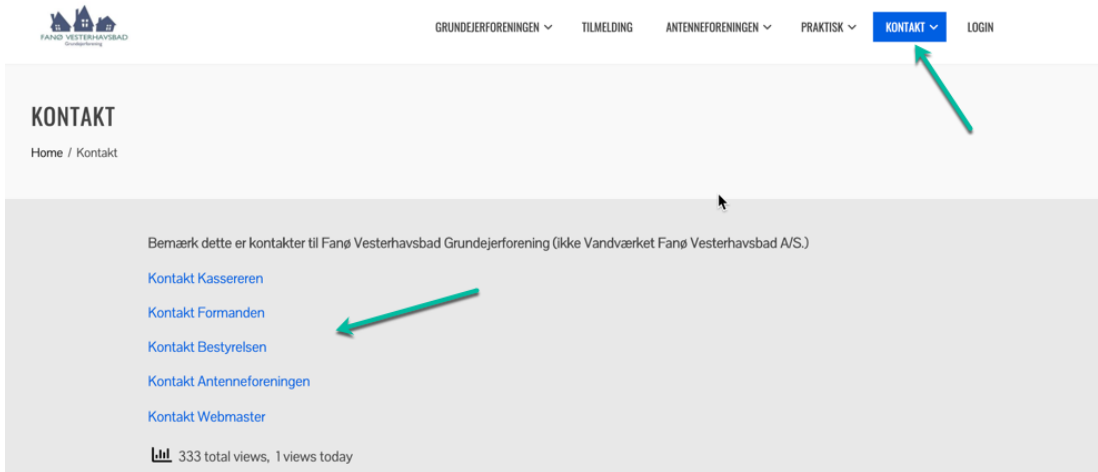 FANØ VESTERHAVSBAD
Grundejerforening
GRUNDEJERFORENINGEN TILMELDING ANTENNEFORENINGEN PRAKTISK KONTAKT LOGIN
KONTAKT
Home / Kontakt
Bemærk dette er kontakter til Fanø Vesterhavsbad Grundejerforening (ikke Vandværket Fanø Vesterhavsbad A/S.)
Kontakt Kassereren
Kontakt Formanden
Kontakt Bestyrelsen
Kontakt Antenneforeningen
Kontakt Webmaster
333 total views, 1 views today